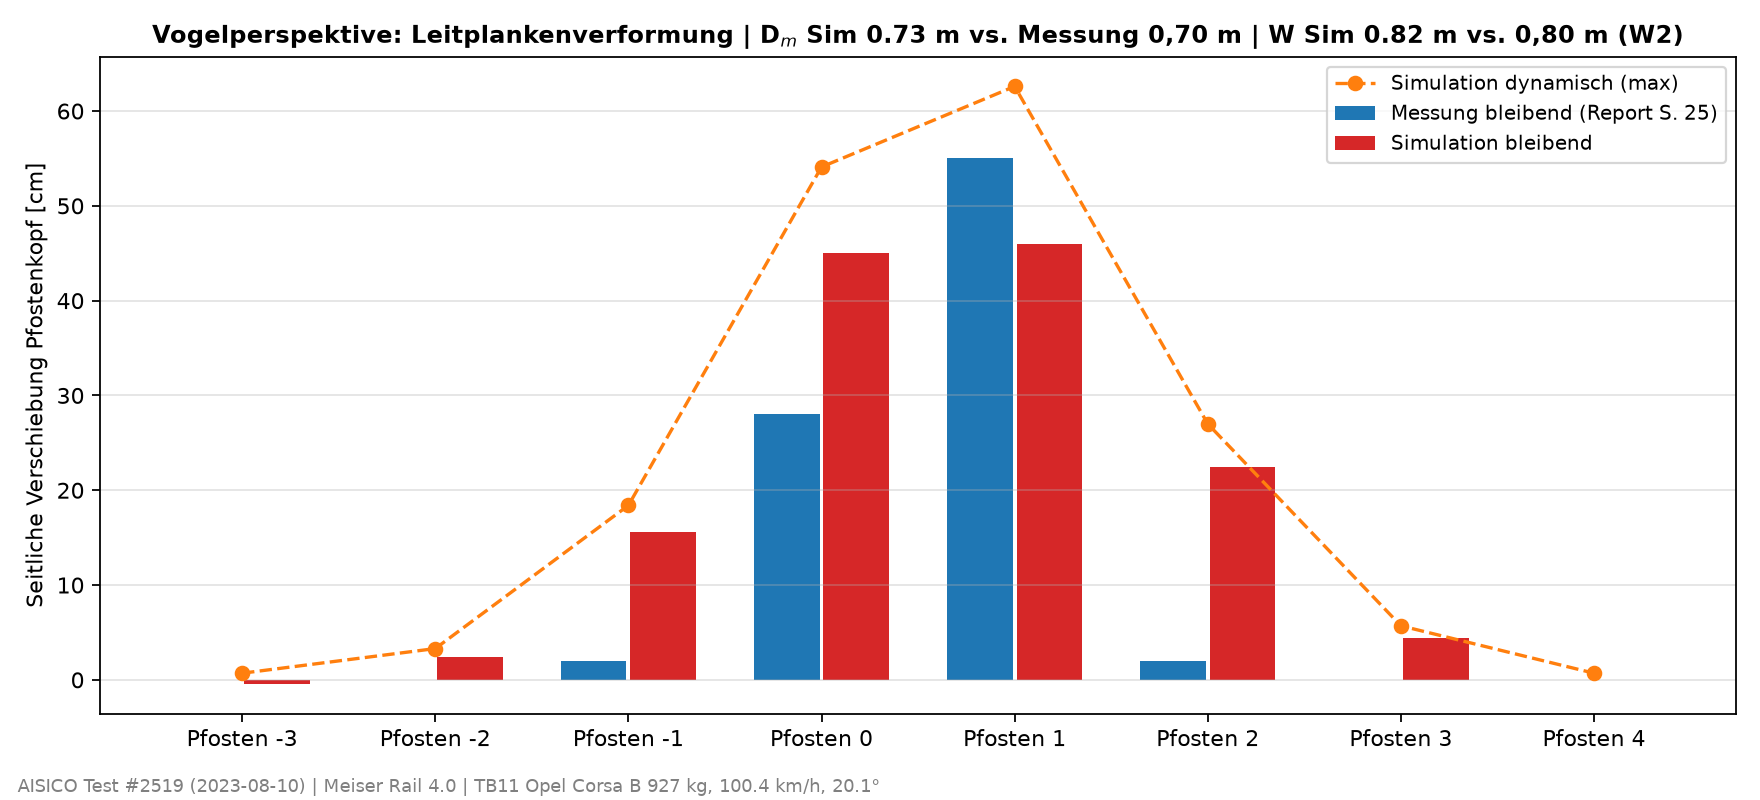 Vogelperspektive: Leitplankenverformung | Dm Sim 0.73 m vs. Messung 0,70 m | W Sim 0.82 m vs. 0,80 m (W2)
Simulation dynamisch (max)
Messung bleibend (Report S. 25)
Simulation bleibend
Seitliche Verschiebung Pfostenkopf [cm]
60
50
40
30
20
10
0
Pfosten -3 Pfosten -2 Pfosten -1 Pfosten 0 Pfosten 1 Pfosten 2 Pfosten 3 Pfosten 4
AISICO Test #2519 (2023-08-10) | Meiser Rail 4.0 | TB11 Opel Corsa B 927 kg, 100.4 km/h, 20.1°